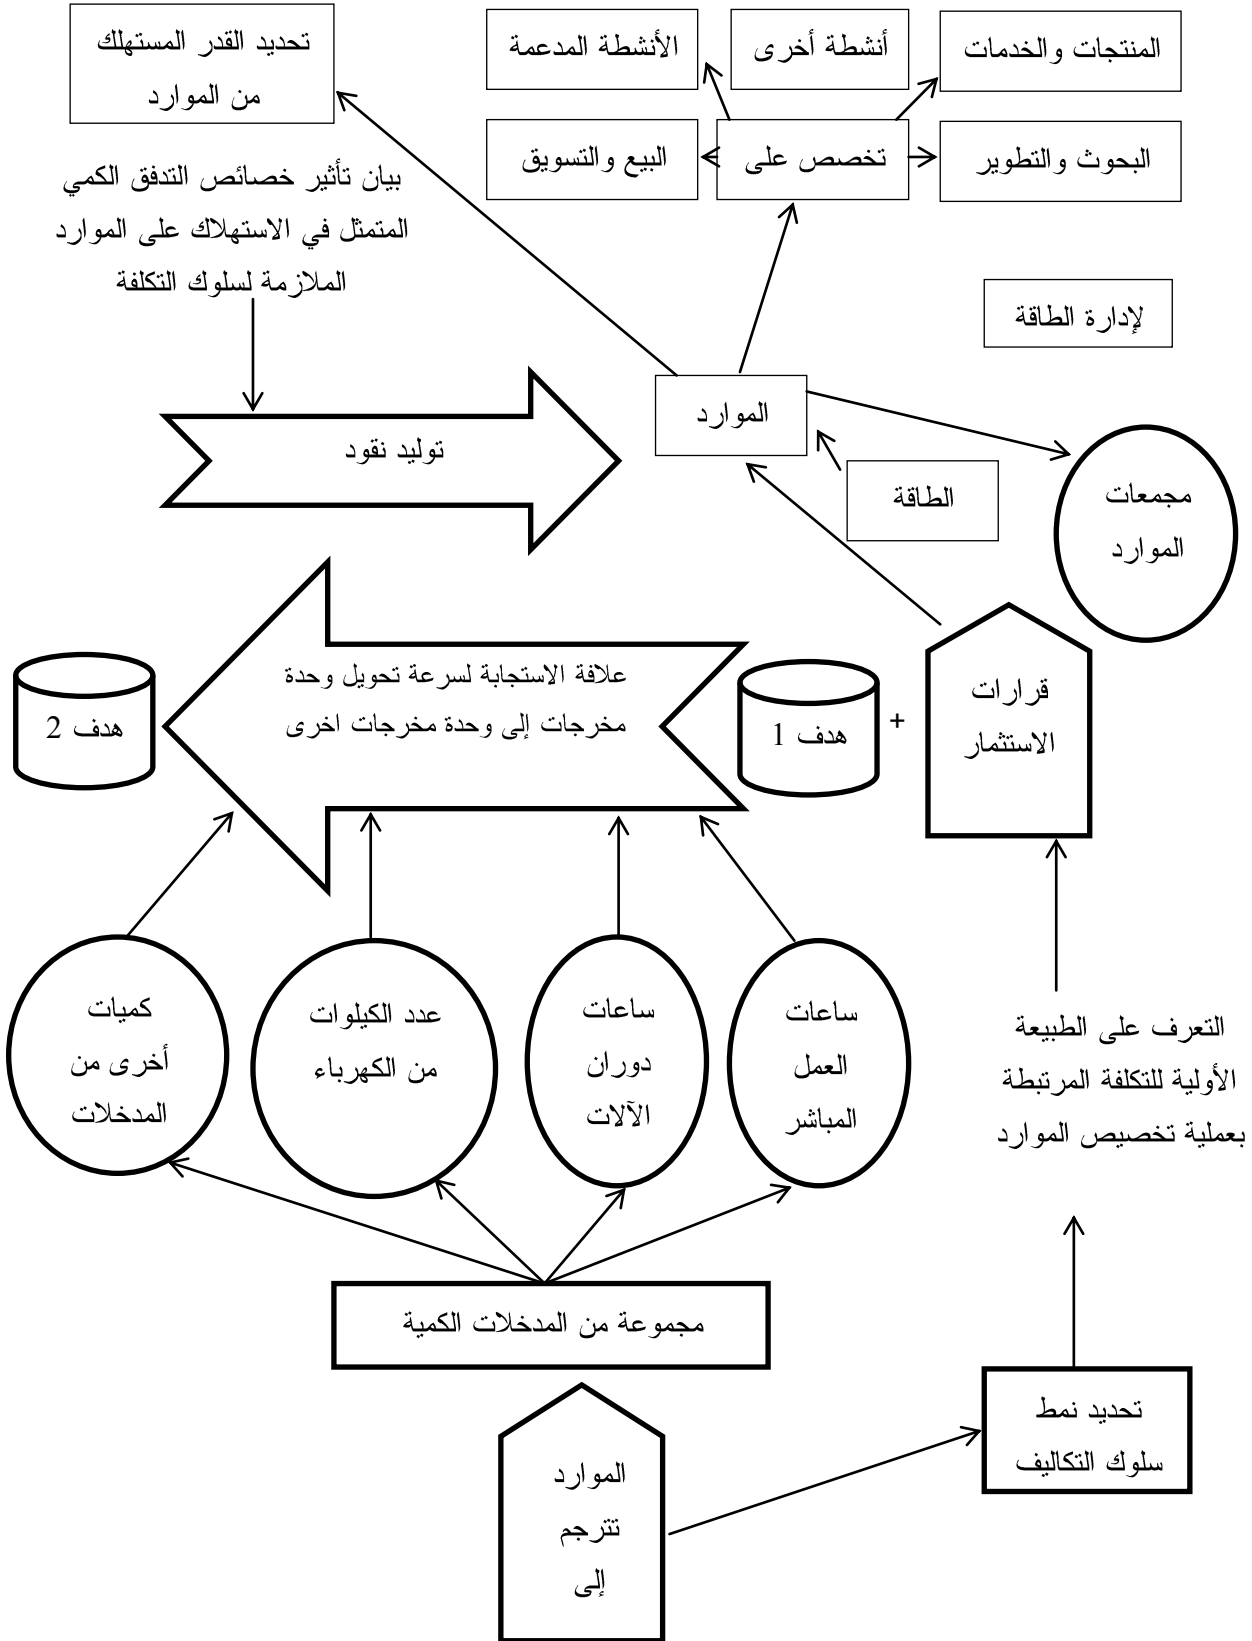 المنتجات والخدمات
أنشطة أخرى
الأنشطة المدعمة
تحديد القدر المستهلك
من الموارد
البحوث والتطوير
تخصص على
البيع والتسويق
بيان تأثير خصائص التدفق الكمي
المتمثل في الاستهلاك على الموارد
الملازمة لسلوك التكلفة
لإدارة الطاقة
الموارد
توليد نقود
الطاقة
مجمعات
الموارد
قرارات
الاستثمار
+
هدف 1
علافة الاستجابة لسرعة تحويل وحدة
مخرجات إلى وحدة مخرجات اخرى
هدف 2
ساعات
العمل
المباشر
ساعات
دوران
الآلات
عدد الكيلوات
من الكهرباء
كميات
أخرى من
المدخلات
التعرف على الطبيعة
الأولية للتكلفة المرتبطة
بعملية تخصيص الموارد
مجموعة من المدخلات الكمية
تحديد نمط
سلوك التكاليف
الموارد
تترجم
إلى